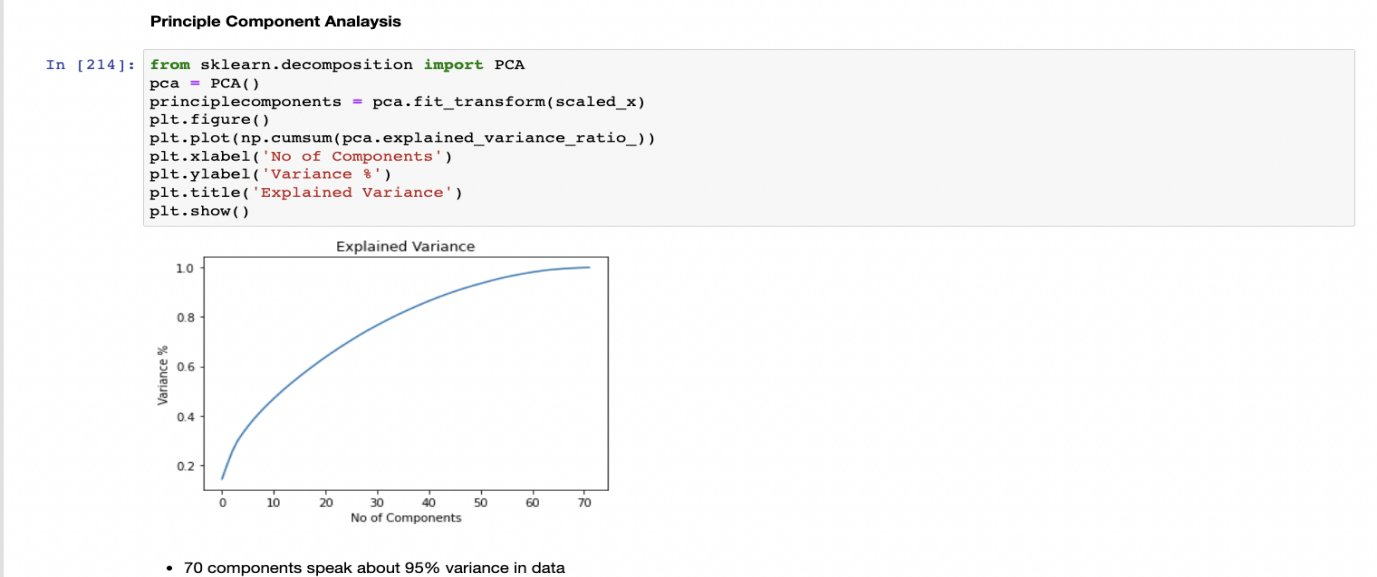 Principle Component Analaysis
In [214]: from sklearn.decomposition import PCA
pca = PCA()
principlecomponents = pca.fit_transform(scaled_x)
plt.figure()
plt.plot(np.cumsum(pca.explained_variance_ratio_))
plt.xlabel('No of Components')
plt.ylabel('Variance %')
plt.title('Explained Variance')
plt.show()
Explained Variance
1.0
0.8
0.6
0.4
0.2
Variance %
0 10 20 30 40 50 60 70
No of Components
• 70 components speak about 95% variance in data